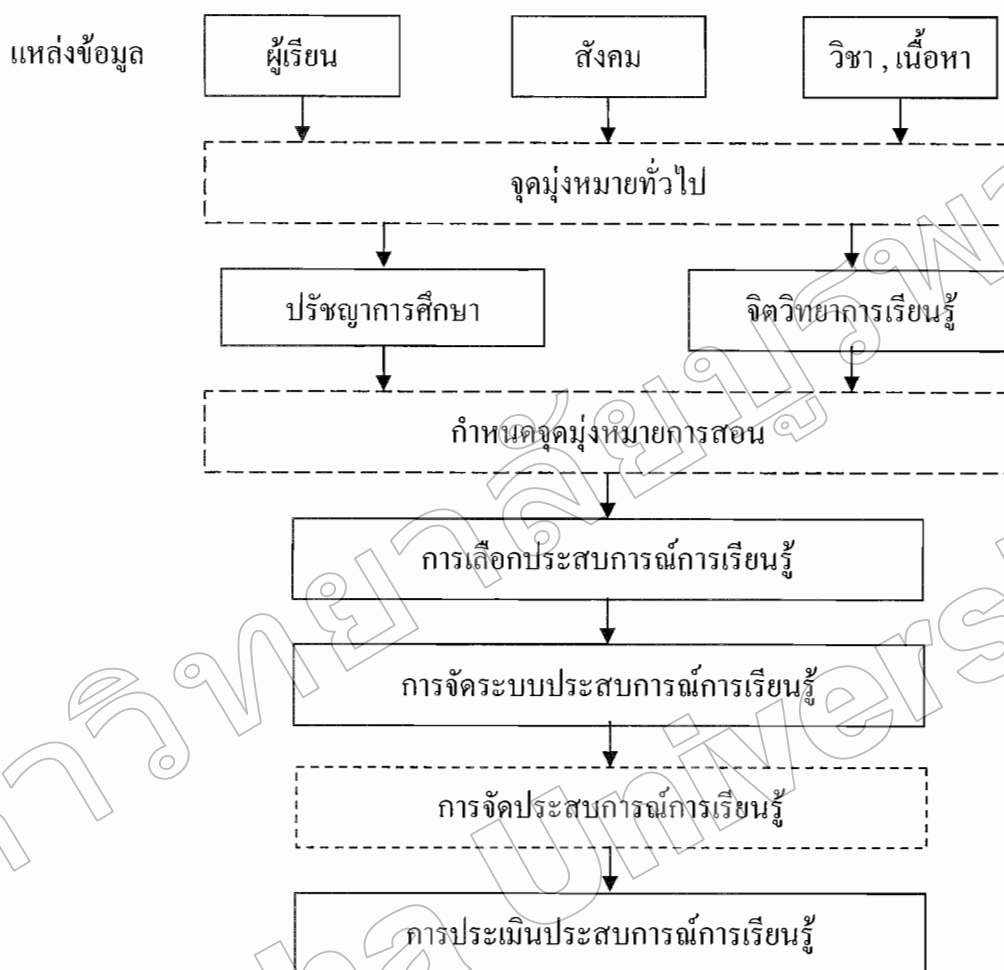 แหล่งข้อมูล ผู้เรียน สังคม วิชา , เนื้อหา
จุดมุ่งหมายทั่วไป
ปรัชญาการศึกษา จิตวิทยาการเรียนรู้
กำหนดจุดมุ่งหมายการสอน
การเลือกประสบการณ์การเรียนรู้
การจัดระบบประสบการณ์การเรียนรู้
การจัดประสบการณ์การเรียนรู้
การประเมินประสบการณ์การเรียนรู้